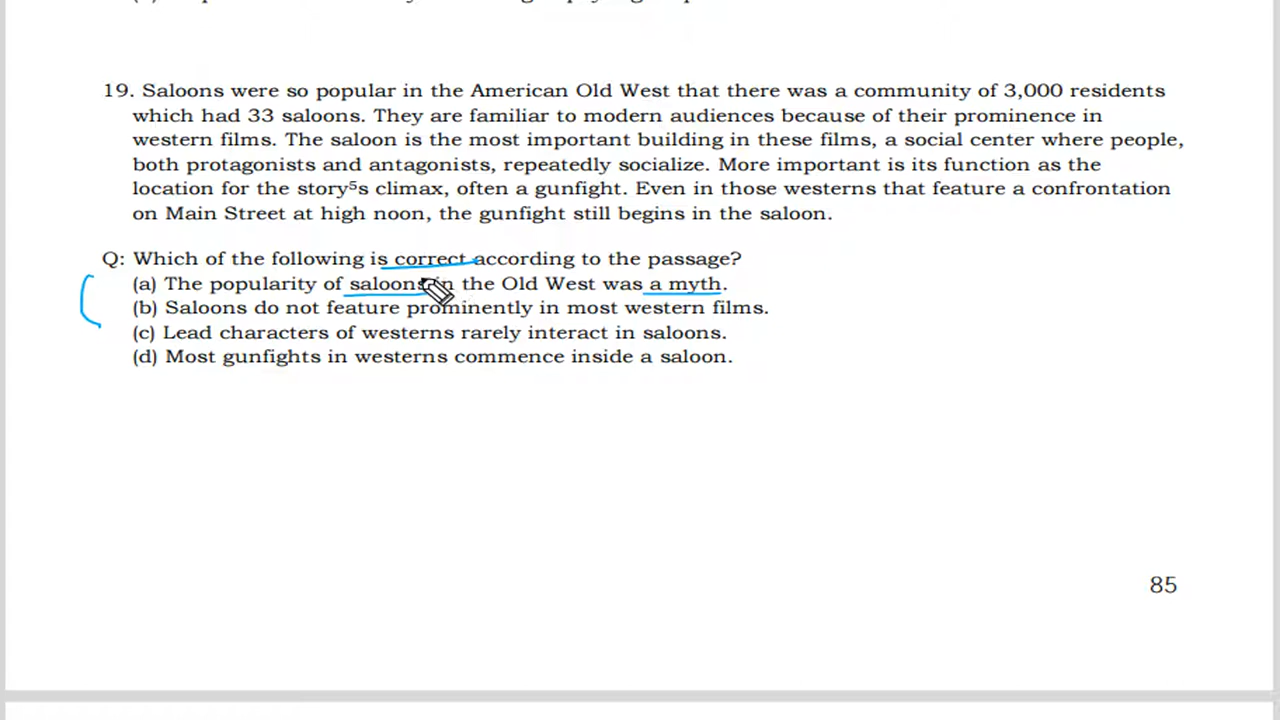 19. Saloons were so popular in the American Old West that there was a community of 3,000 residents
which had 33 saloons. They are familiar to modern audiences because of their prominence in
western films. The saloon is the most important building in these films, a social center where people,
both protagonists and antagonists, repeatedly socialize. More important is its function as the
location for the story⁵s climax, often a gunfight. Even in those westerns that feature a confrontation
on Main Street at high noon, the gunfight still begins in the saloon.
Q: Which of the following is correct according to the passage?
(a) The popularity of saloons in the Old West was a myth.
(b) Saloons do not feature prominently in most western films.
(c) Lead characters of westerns rarely interact in saloons.
(d) Most gunfights in westerns commence inside a saloon.
85